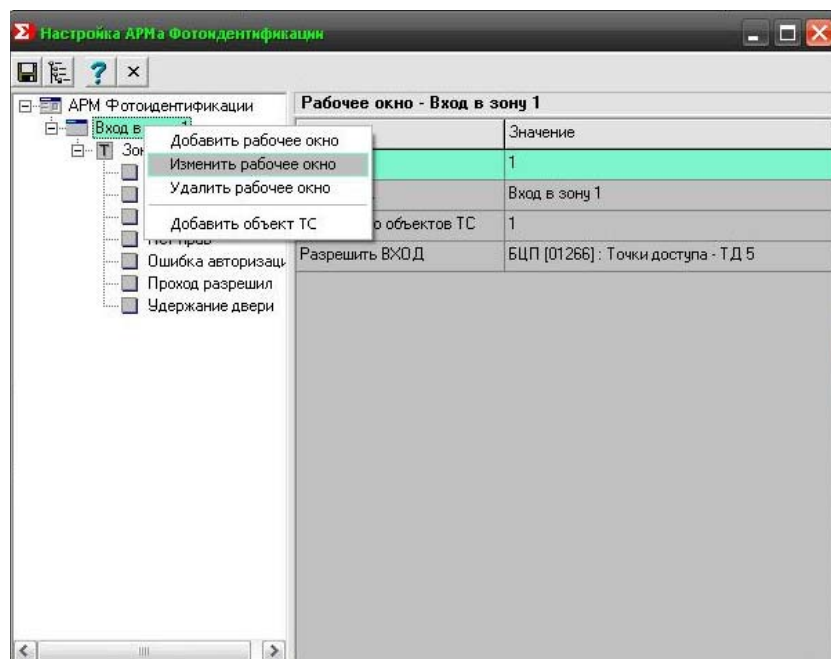 Σ Настройка АРМа Фотоидентификации
АРМ Фотоидентификации
Рабочее окно - Вход в зону 1
Вход в
Добавить рабочее окно
Изменить рабочее окно
Удалить рабочее окно
Добавить объект ТС
Значение
1
Вход в зону 1
объектов ТС
1
Разрешить ВХОД
БЦП [01266] : Точки доступа - ТД 5
Т
Ошибка авторизаци
Проход разрешил
Удержание двери